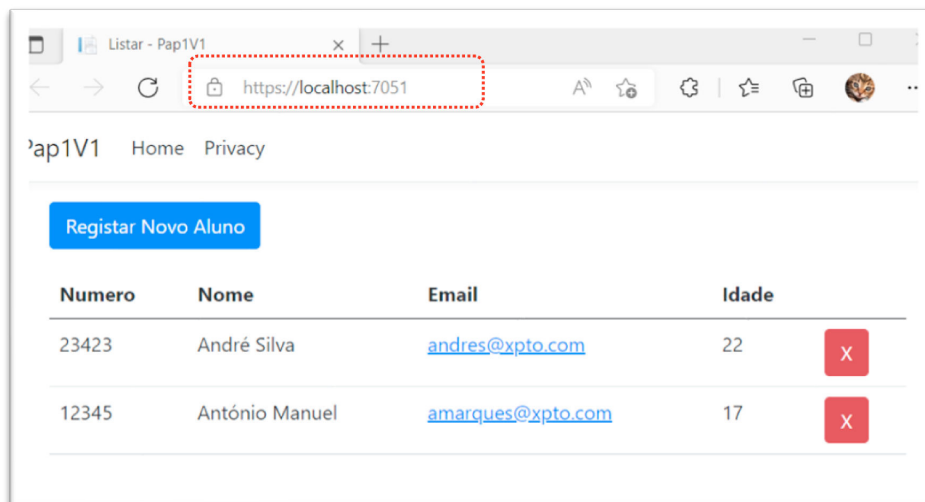 Listar - Pap1V1
https://localhost:7051
Pap1V1 Home Privacy
Registar Novo Aluno
Numero Nome Email Idade
23423 André Silva andres@xpto.com 22 X
12345 António Manuel amarques@xpto.com 17 X